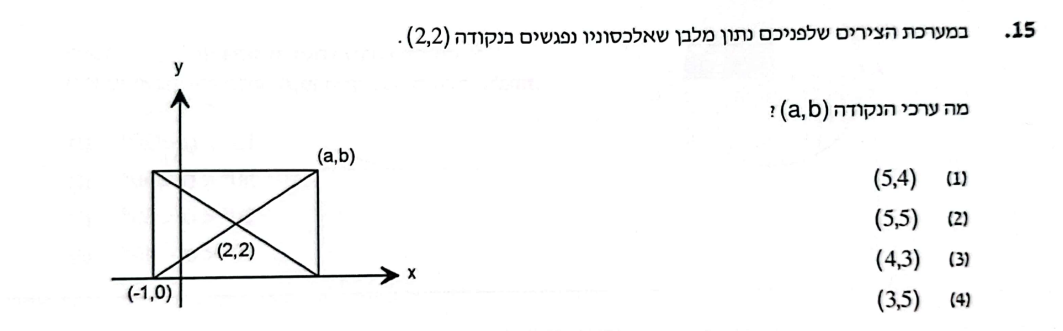 15. במערכת הצירים שלפניכם נתון מלבן שאלכסוניו נפגשים בנקודה (2,2).
מה ערכי הנקודה (a,b)?
(1) (5,4)
(2) (5,5)
(3) (4,3)
(4) (3,5)
y
(a,b)
(2,2)
x
(-1,0)